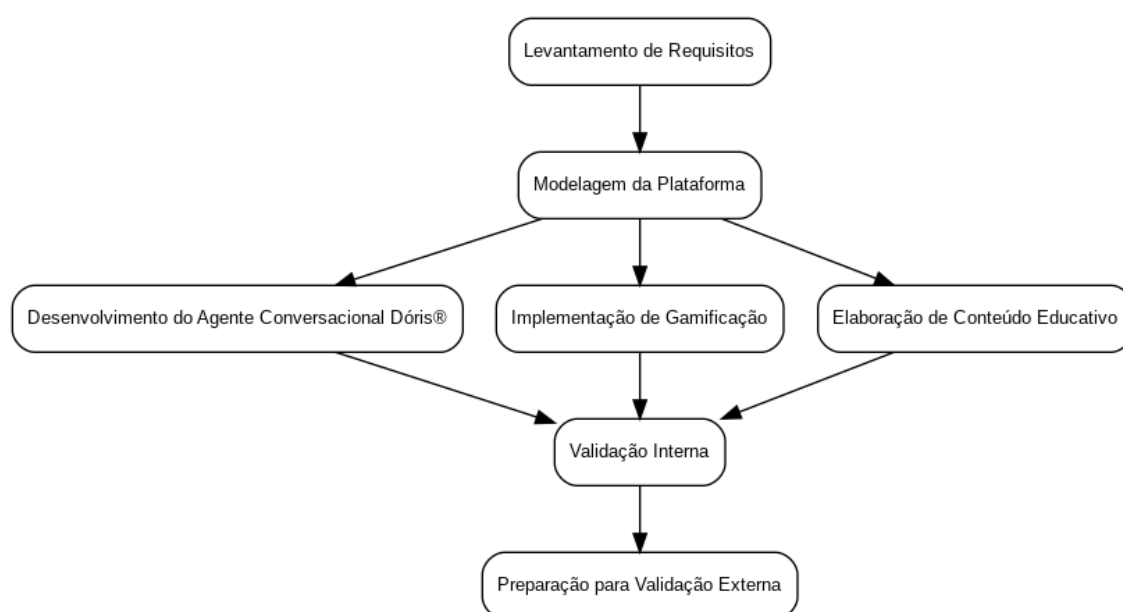 Levantamento de Requisitos
Modelagem da Plataforma
Desenvolvimento do Agente Conversacional Dóris®
Implementação de Gamificação
Elaboração de Conteúdo Educativo
Validação Interna
Preparação para Validação Externa